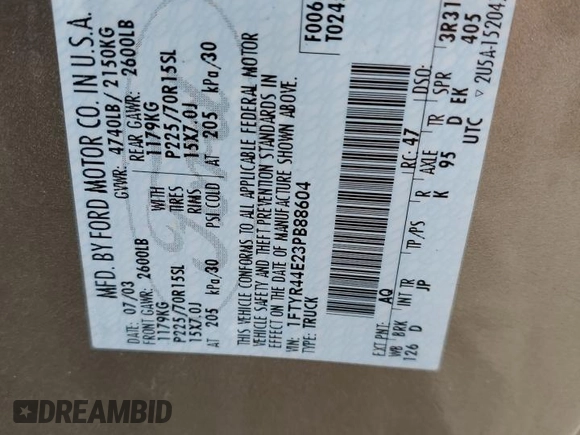 MFD. BY FORD MOTOR CO. IN U.S.A.
DATE: 07/03 GVWR: 4740LB/ 2150KG
FRONT GAWR: 2600LB REAR GAWR: 2600LB
1179KG WITH 1179KG
P225/70R15SL TIRES P225/70R15SL
15X7.0J RIMS 15X7.0J
AT 205 kPa/30 PSI COLD AT 205 kPa/30
THIS VEHICLE CONFORMS TO ALL APPLICABLE FEDERAL MOTOR
VEHICLE SAFETY AND THEFT PREVENTION STANDARDS IN
EFFECT ON THE DATE OF MANUFACTURE SHOWN ABOVE.
VIN: 1FTYR44E23PB88604
TYPE: TRUCK
F006
T024
EXT PNT: AQ RC: 47 DSO:
WB BRK INT TR TP/PS R AXLE TR SPR
126 D JP K 95 D EK
UTC
3R31
405
2U5A-15204
DREAMBID